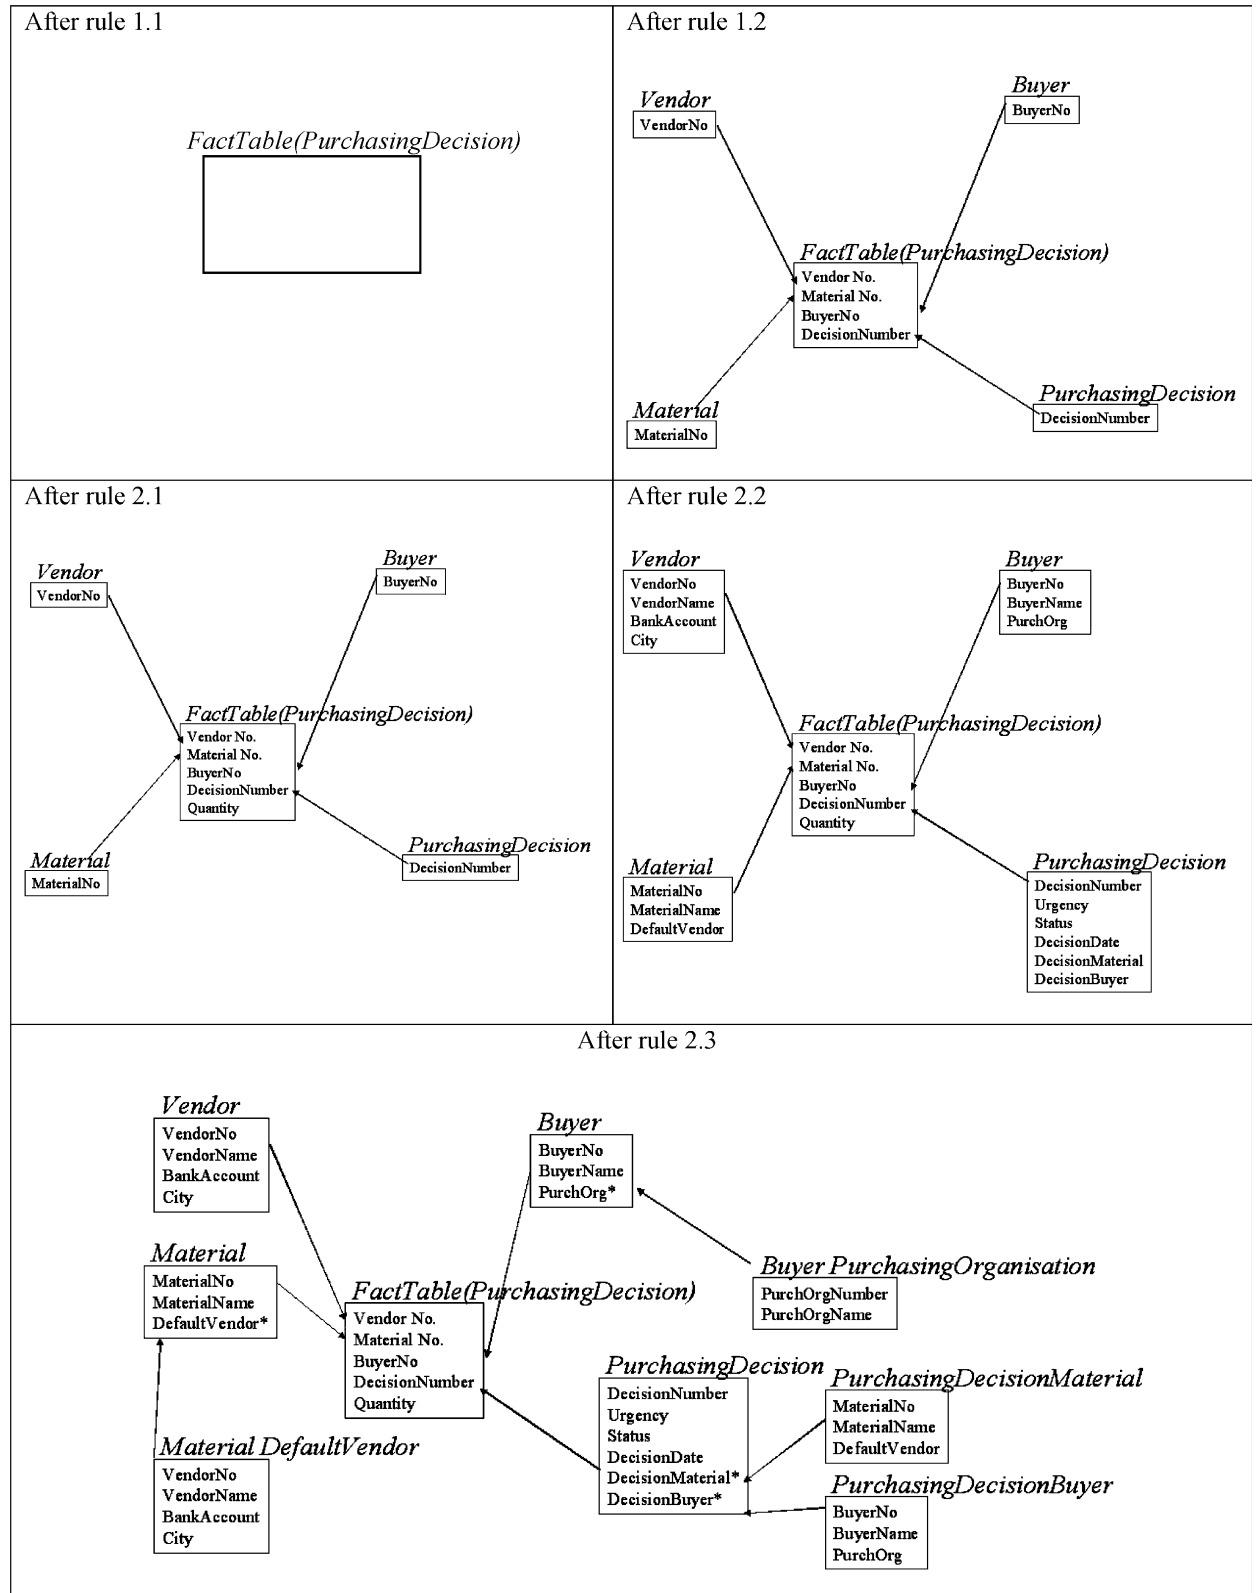 After rule 1.1
FactTable(PurchasingDecision)
After rule 1.2
Vendor
VendorNo
Buyer
BuyerNo
FactTable(PurchasingDecision)
Vendor No.
Material No.
BuyerNo
DecisionNumber
Material
MaterialNo
PurchasingDecision
DecisionNumber
After rule 2.1
Vendor
VendorNo
Buyer
BuyerNo
FactTable(PurchasingDecision)
Vendor No.
Material No.
BuyerNo
DecisionNumber
Quantity
Material
MaterialNo
PurchasingDecision
DecisionNumber
After rule 2.2
Vendor
VendorNo
VendorName
BankAccount
City
Buyer
BuyerNo
BuyerName
PurchOrg
FactTable(PurchasingDecision)
Vendor No.
Material No.
BuyerNo
DecisionNumber
Quantity
Material
MaterialNo
MaterialName
DefaultVendor
PurchasingDecision
DecisionNumber
Urgency
Status
DecisionDate
DecisionMaterial
DecisionBuyer
After rule 2.3
Vendor
VendorNo
VendorName
BankAccount
City
Buyer
BuyerNo
BuyerName
PurchOrg*
Material
MaterialNo
MaterialName
DefaultVendor*
FactTable(PurchasingDecision)
Vendor No.
Material No.
BuyerNo
DecisionNumber
Quantity
Buyer PurchasingOrganisation
PurchOrgNumber
PurchOrgName
PurchasingDecision
DecisionNumber
Urgency
Status
DecisionDate
DecisionMaterial*
DecisionBuyer*
PurchasingDecisionMaterial
MaterialNo
MaterialName
DefaultVendor
Material DefaultVendor
VendorNo
VendorName
BankAccount
City
PurchasingDecisionBuyer
BuyerNo
BuyerName
PurchOrg